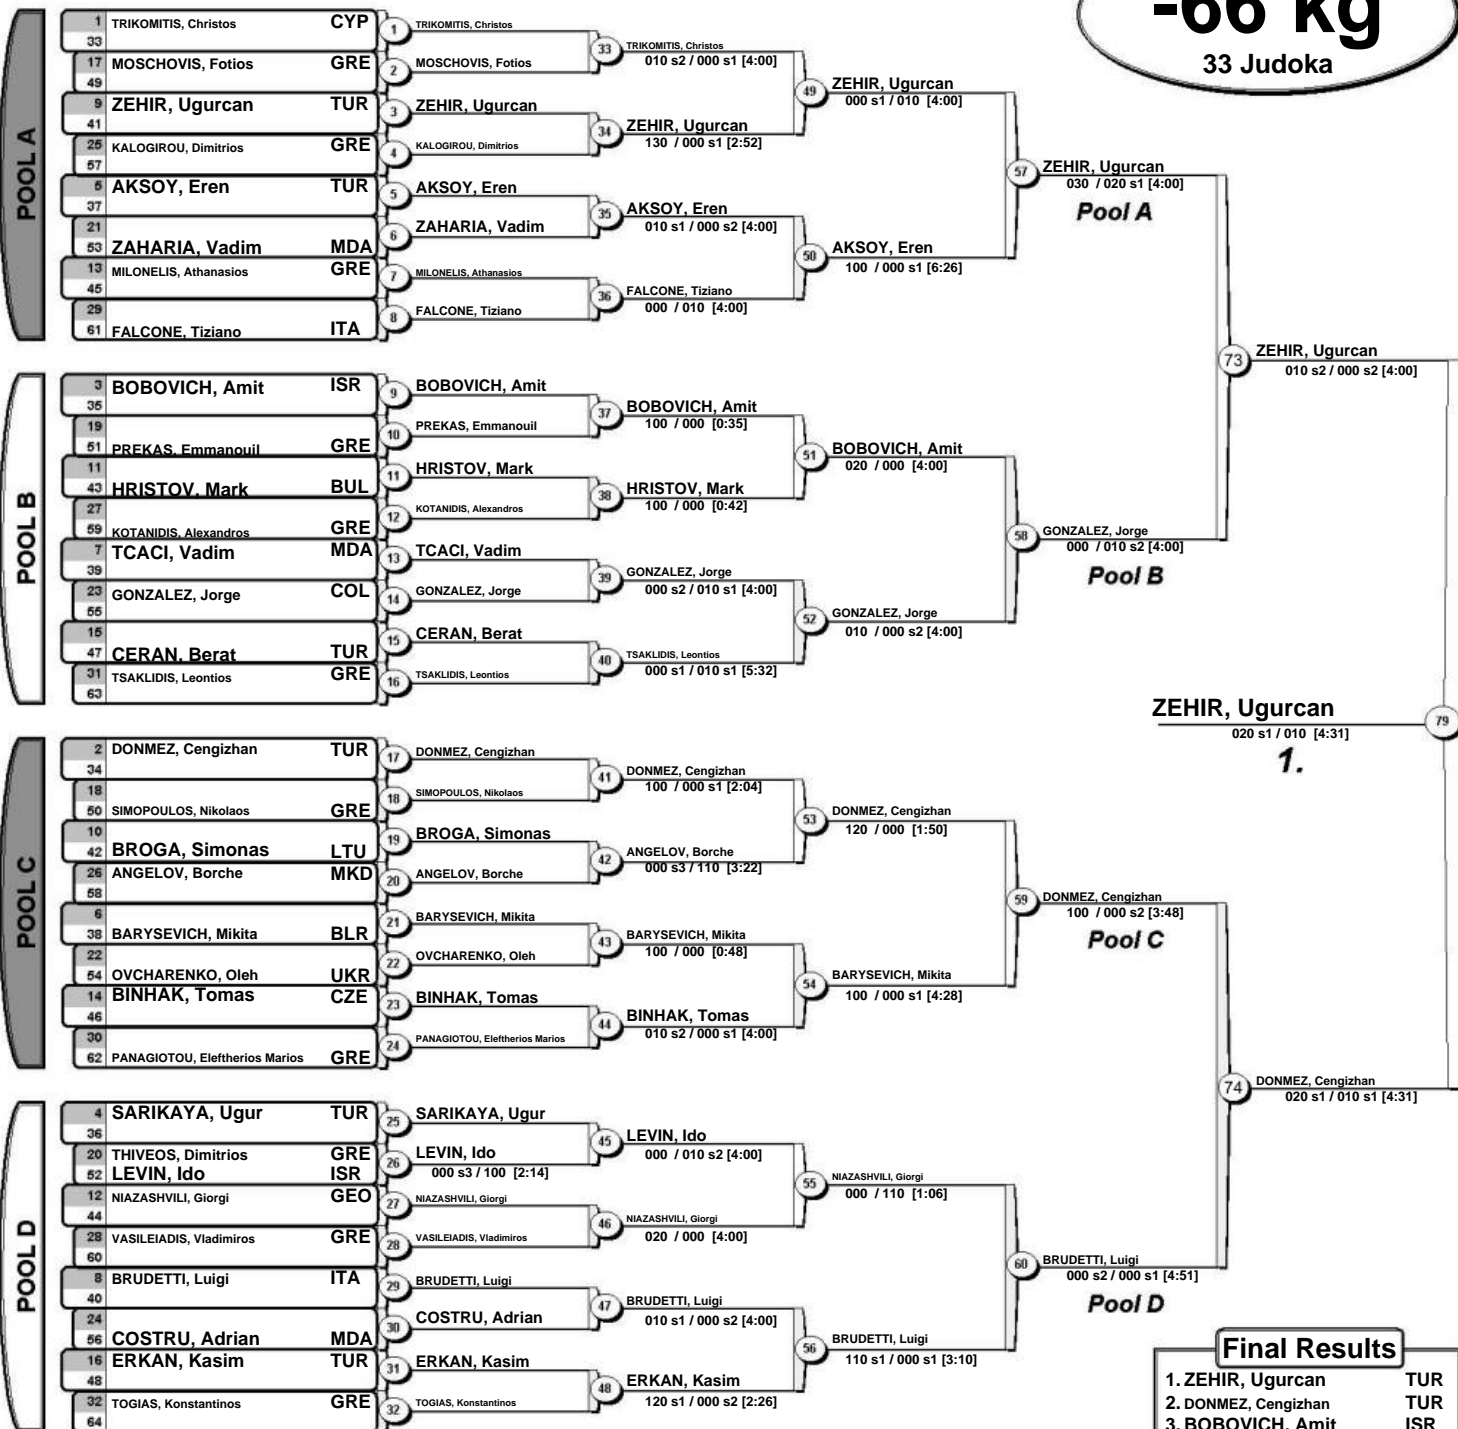 -66 kg
33 Judoka
POOL A
1 TRIKOMITIS, Christos CYP
33
17 MOSCHOVIS, Fotios GRE
49
9 ZEHIR, Ugurcan TUR
41
25 KALOGIROU, Dimitrios GRE
57
5 AKSOY, Eren TUR
37
21
53 ZAHARIA, Vadim MDA
13 MILONELIS, Athanasios GRE
45
29
61 FALCONE, Tiziano ITA
1 TRIKOMITIS, Christos
2 MOSCHOVIS, Fotios
3 ZEHIR, Ugurcan
4 KALOGIROU, Dimitrios
5 AKSOY, Eren
6 ZAHARIA, Vadim
7 MILONELIS, Athanasios
8 FALCONE, Tiziano
33 TRIKOMITIS, Christos
010 s2 / 000 s1 [4:00]
34 ZEHIR, Ugurcan
130 / 000 s1 [2:52]
35 AKSOY, Eren
010 s1 / 000 s2 [4:00]
36 FALCONE, Tiziano
000 / 010 [4:00]
49 ZEHIR, Ugurcan
000 s1 / 010 [4:00]
50 AKSOY, Eren
100 / 000 s1 [6:26]
57 ZEHIR, Ugurcan
030 / 020 s1 [4:00]
Pool A
POOL B
3 BOBOVICH, Amit ISR
35
19
51 PREKAS, Emmanouil GRE
11
43 HRISTOV, Mark BUL
27
59 KOTANIDIS, Alexandros GRE
7 TCACI, Vadim MDA
39
23 GONZALEZ, Jorge COL
55
15
47 CERAN, Berat TUR
31 TSAKLIDIS, Leontios GRE
63
9 BOBOVICH, Amit
10 PREKAS, Emmanouil
11 HRISTOV, Mark
12 KOTANIDIS, Alexandros
13 TCACI, Vadim
14 GONZALEZ, Jorge
15 CERAN, Berat
16 TSAKLIDIS, Leontios
37 BOBOVICH, Amit
100 / 000 [0:35]
38 HRISTOV, Mark
100 / 000 [0:42]
39 GONZALEZ, Jorge
000 s2 / 010 s1 [4:00]
40 TSAKLIDIS, Leontios
000 s1 / 010 s1 [5:32]
51 BOBOVICH, Amit
020 / 000 [4:00]
52 GONZALEZ, Jorge
010 / 000 s2 [4:00]
58 GONZALEZ, Jorge
000 / 010 s2 [4:00]
Pool B
73 ZEHIR, Ugurcan
010 s2 / 000 s2 [4:00]
ZEHIR, Ugurcan 79
020 s1 / 010 [4:31]
1.
POOL C
2 DONMEZ, Cengizhan TUR
34
18
50 SIMOPOULOS, Nikolaos GRE
10
42 BROGA, Simonas LTU
26 ANGELOV, Borche MKD
58
6
38 BARYSEVICH, Mikita BLR
22
54 OVCHARENKO, Oleh UKR
14 BINHAK, Tomas CZE
46
30
62 PANAGIOTOU, Eleftherios Marios GRE
17 DONMEZ, Cengizhan
18 SIMOPOULOS, Nikolaos
19 BROGA, Simonas
20 ANGELOV, Borche
21 BARYSEVICH, Mikita
22 OVCHARENKO, Oleh
23 BINHAK, Tomas
24 PANAGIOTOU, Eleftherios Marios
41 DONMEZ, Cengizhan
100 / 000 s1 [2:04]
42 ANGELOV, Borche
000 s3 / 110 [3:22]
43 BARYSEVICH, Mikita
100 / 000 [0:48]
44 BINHAK, Tomas
010 s2 / 000 s1 [4:00]
53 DONMEZ, Cengizhan
120 / 000 [1:50]
54 BARYSEVICH, Mikita
100 / 000 s1 [4:28]
59 DONMEZ, Cengizhan
100 / 000 s2 [3:48]
Pool C
74 DONMEZ, Cengizhan
020 s1 / 010 s1 [4:31]
POOL D
4 SARIKAYA, Ugur TUR
36
20 THIVEOS, Dimitrios GRE
52 LEVIN, Ido ISR
12 NIAZASHVILI, Giorgi GEO
44
28 VASILEIADIS, Vladimiros GRE
60
8 BRUDETTI, Luigi ITA
40
24
56 COSTRU, Adrian MDA
16 ERKAN, Kasim TUR
48
32 TOGIAS, Konstantinos GRE
64
25 SARIKAYA, Ugur
26 LEVIN, Ido
000 s3 / 100 [2:14]
27 NIAZASHVILI, Giorgi
28 VASILEIADIS, Vladimiros
29 BRUDETTI, Luigi
30 COSTRU, Adrian
31 ERKAN, Kasim
32 TOGIAS, Konstantinos
45 LEVIN, Ido
000 / 010 s2 [4:00]
46 NIAZASHVILI, Giorgi
020 / 000 [4:00]
47 BRUDETTI, Luigi
010 s1 / 000 s2 [4:00]
48 ERKAN, Kasim
120 s1 / 000 s2 [2:26]
55 NIAZASHVILI, Giorgi
000 / 110 [1:06]
56 BRUDETTI, Luigi
110 s1 / 000 s1 [3:10]
60 BRUDETTI, Luigi
000 s2 / 000 s1 [4:51]
Pool D
Final Results
1. ZEHIR, Ugurcan TUR
2. DONMEZ, Cengizhan TUR
3. BOBOVICH, Amit ISR